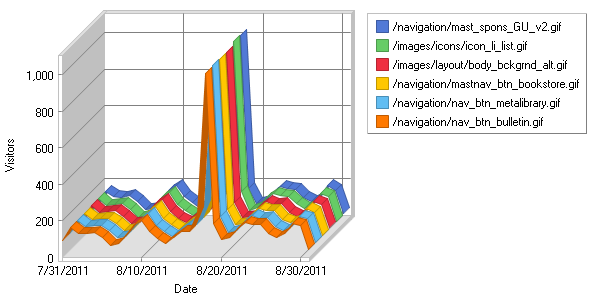 /navigation/mast_spons_GU_v2.gif
/images/icons/icon_li_list.gif
/images/layout/body_bckgrnd_alt.gif
/navigation/mastnav_btn_bookstore.gif
/navigation/nav_btn_metalibrary.gif
/navigation/nav_btn_bulletin.gif
Visitors
1,000
800
600
400
200
0
7/31/2011 8/10/2011 8/20/2011 8/30/2011
Date